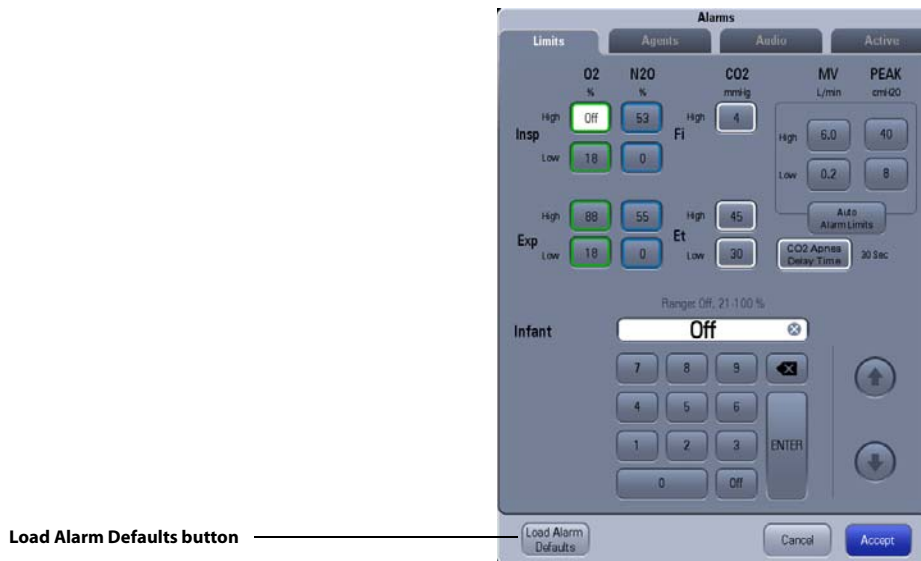 Alarms
Limits Agents Audio Active
O2 N2O CO2 MV PEAK
% % mmHg L/min cmH2O
High Off 53 High 4
Insp Fi
High 6.0 40
Low 18 0
Low 0.2 8
Auto
Alarm Limits
High 88 55 High 45
Exp Et
Low 18 0 Low 30
CO2 Apnea
Delay Time 30 Sec
Range: Off, 21-100 %
Infant Off
7 8 9
4 5 6
1 2 3 ENTER
0 Off
Load Alarm Defaults button
Load Alarm
Defaults
Cancel Accept